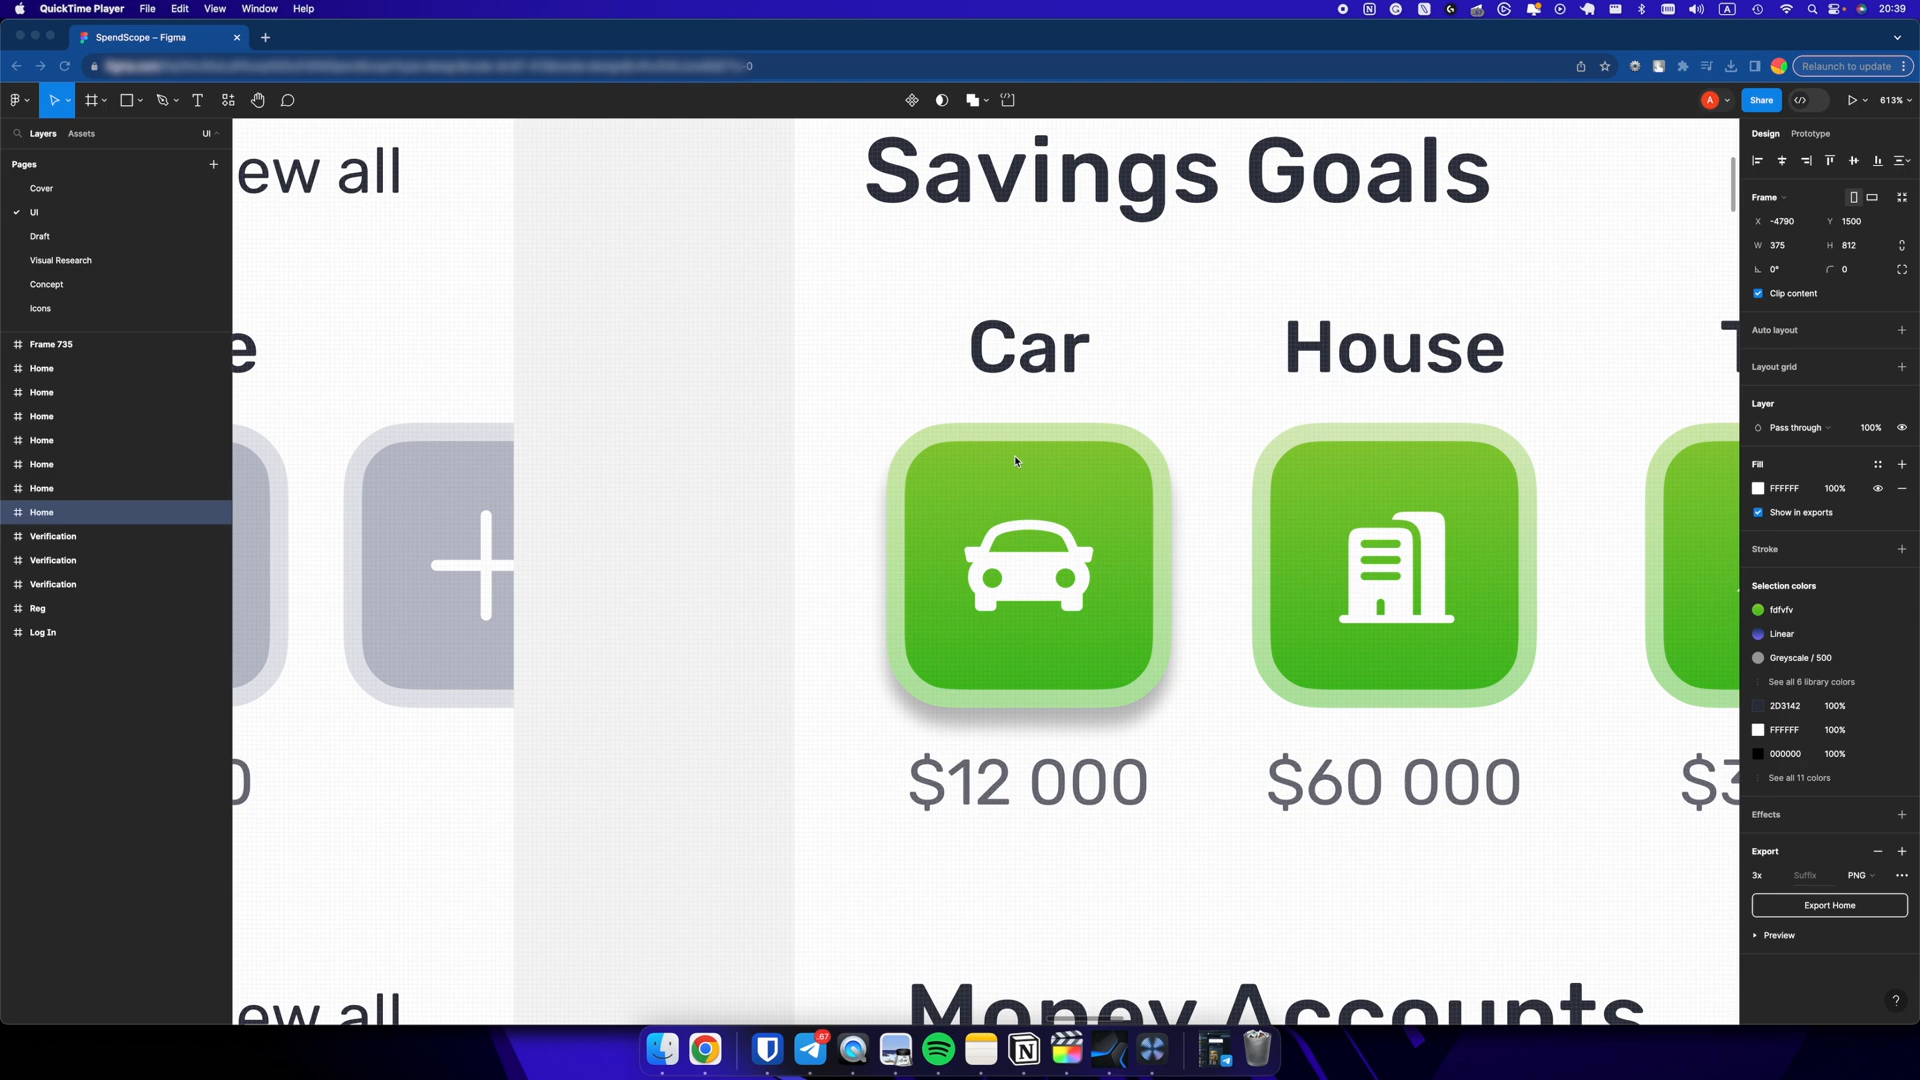 QuickTime Player File Edit View Window Help
20:39
SpendScope – Figma
Relaunch to update
Share
613%
Layers Assets
UI
Pages
Cover
UI
Draft
Visual Research
Concept
Icons
Frame 735
Home
Home
Home
Home
Home
Home
Home
Verification
Verification
Verification
Reg
Log In
ew all
Savings Goals
e
Car
House
T
0
$12 000
$60 000
$3
ew all
Money Accounts
Design Prototype
Frame
X -4790 Y 1500
W 375 H 812
0° 0
Clip content
Auto layout
Layout grid
Layer
Pass through 100%
Fill
FFFFFF 100%
Show in exports
Stroke
Selection colors
fdfvfv
Linear
Greyscale / 500
See all 6 library colors
2D3142 100%
FFFFFF 100%
000000 100%
See all 11 colors
Effects
Export
3x Suffix PNG
Export Home
Preview
?
67